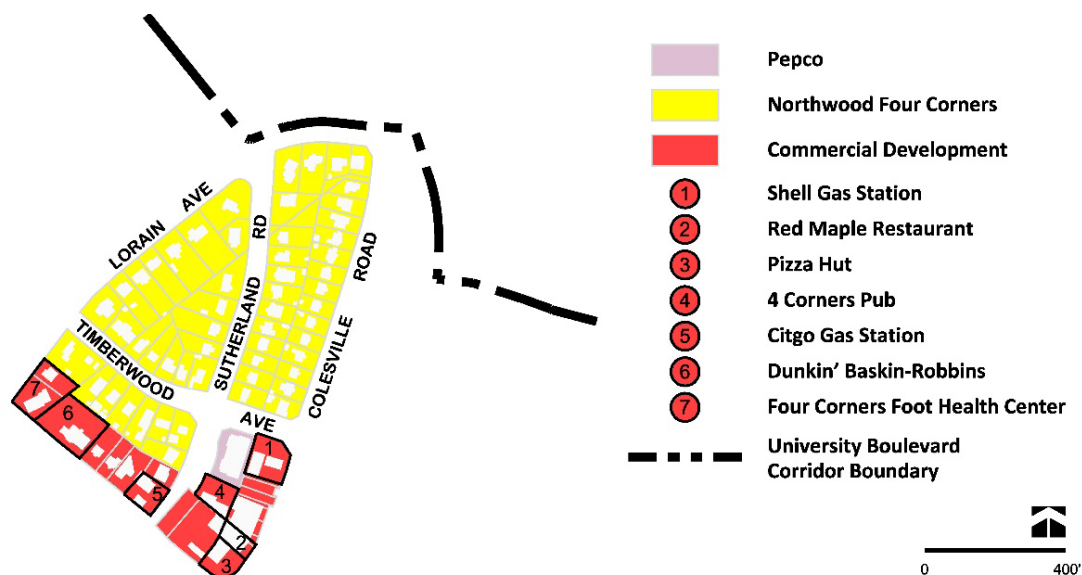 Pepco
Northwood Four Corners
Commercial Development
1 Shell Gas Station
2 Red Maple Restaurant
3 Pizza Hut
4 4 Corners Pub
5 Citgo Gas Station
6 Dunkin' Baskin-Robbins
7 Four Corners Foot Health Center
University Boulevard
Corridor Boundary
0 400'
LORAIN AVE
SUTHERLAND RD
COLESVILLE ROAD
TIMBERWOOD AVE
7
6
1
4
5
2
3